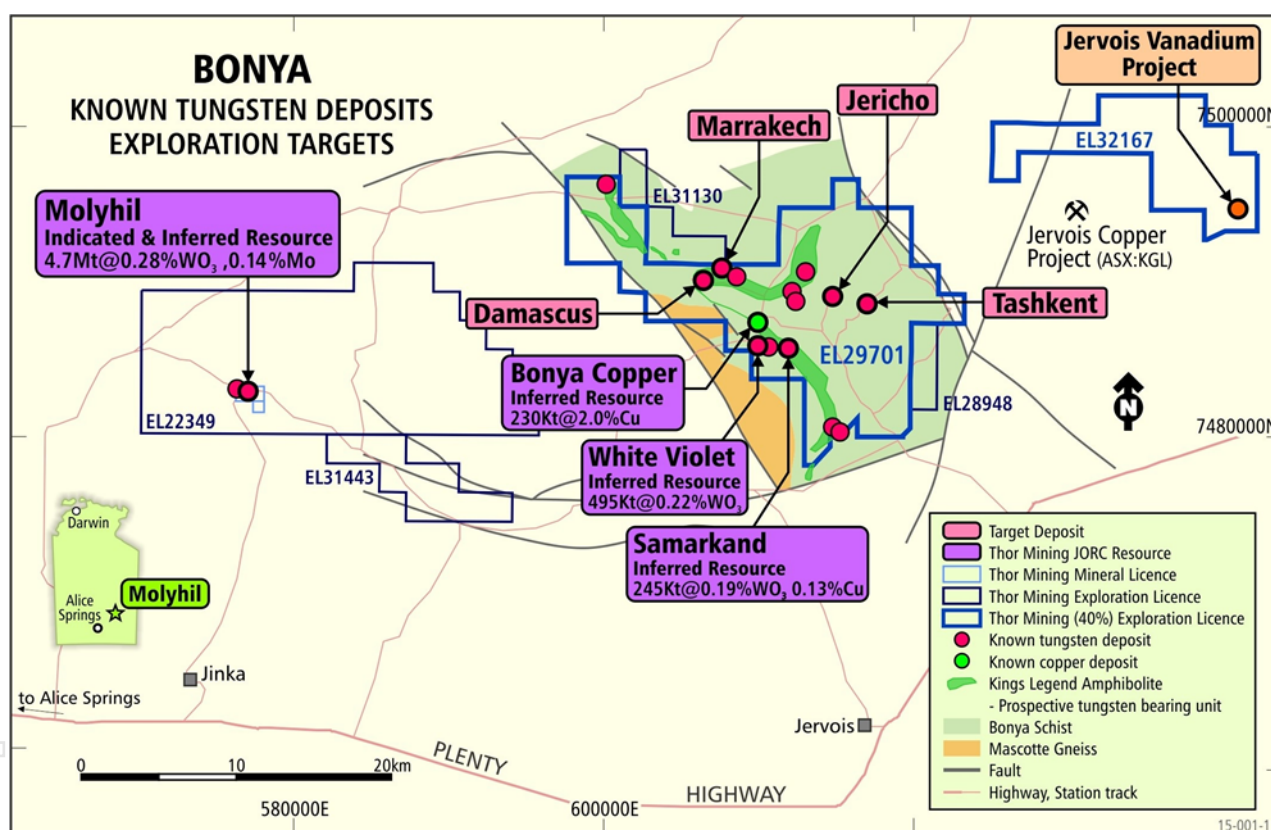 BONYA
KNOWN TUNGSTEN DEPOSITS
EXPLORATION TARGETS
Jervois Vanadium
Project
Jericho
Marrakech
7500000N
EL32167
EL31130
Molyhil
Indicated & Inferred Resource
4.7Mt@0.28%WO₃ ,0.14%Mo
Jervois Copper
Project (ASX:KGL)
Damascus
Tashkent
EL29701
Bonya Copper
Inferred Resource
230Kt@2.0%Cu
EL28948
N
EL22349
7480000N
White Violet
Inferred Resource
495Kt@0.22%WO₃
EL31443
Samarkand
Inferred Resource
245Kt@0.19%WO₃ 0.13%Cu
Darwin
Alice
Springs
Molyhil
Target Deposit
Thor Mining JORC Resource
Thor Mining Mineral Licence
Thor Mining Exploration Licence
Thor Mining (40%) Exploration Licence
Known tungsten deposit
Known copper deposit
Kings Legend Amphibolite
- Prospective tungsten bearing unit
Bonya Schist
Mascotte Gneiss
Fault
Highway, Station track
Jinka
to Alice Springs
Jervois
PLENTY
HIGHWAY
0
10
20km
580000E
600000E